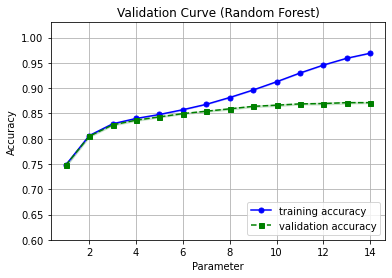 Validation Curve (Random Forest)
1.00
0.95
0.90
0.85
0.80
0.75
0.70
0.65
0.60
Accuracy
training accuracy
validation accuracy
2 4 6 8 10 12 14
Parameter